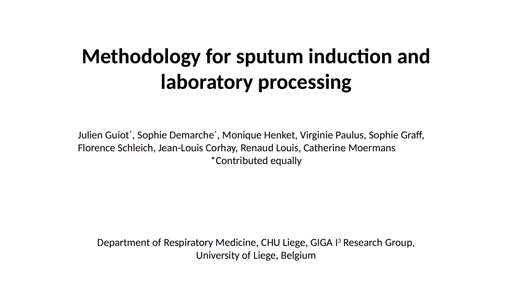 Methodology for sputum induction and
laboratory processing
Julien Guiot*, Sophie Demarche*, Monique Henket, Virginie Paulus, Sophie Graff,
Florence Schleich, Jean-Louis Corhay, Renaud Louis, Catherine Moermans
*Contributed equally
Department of Respiratory Medicine, CHU Liege, GIGA I³ Research Group,
University of Liege, Belgium